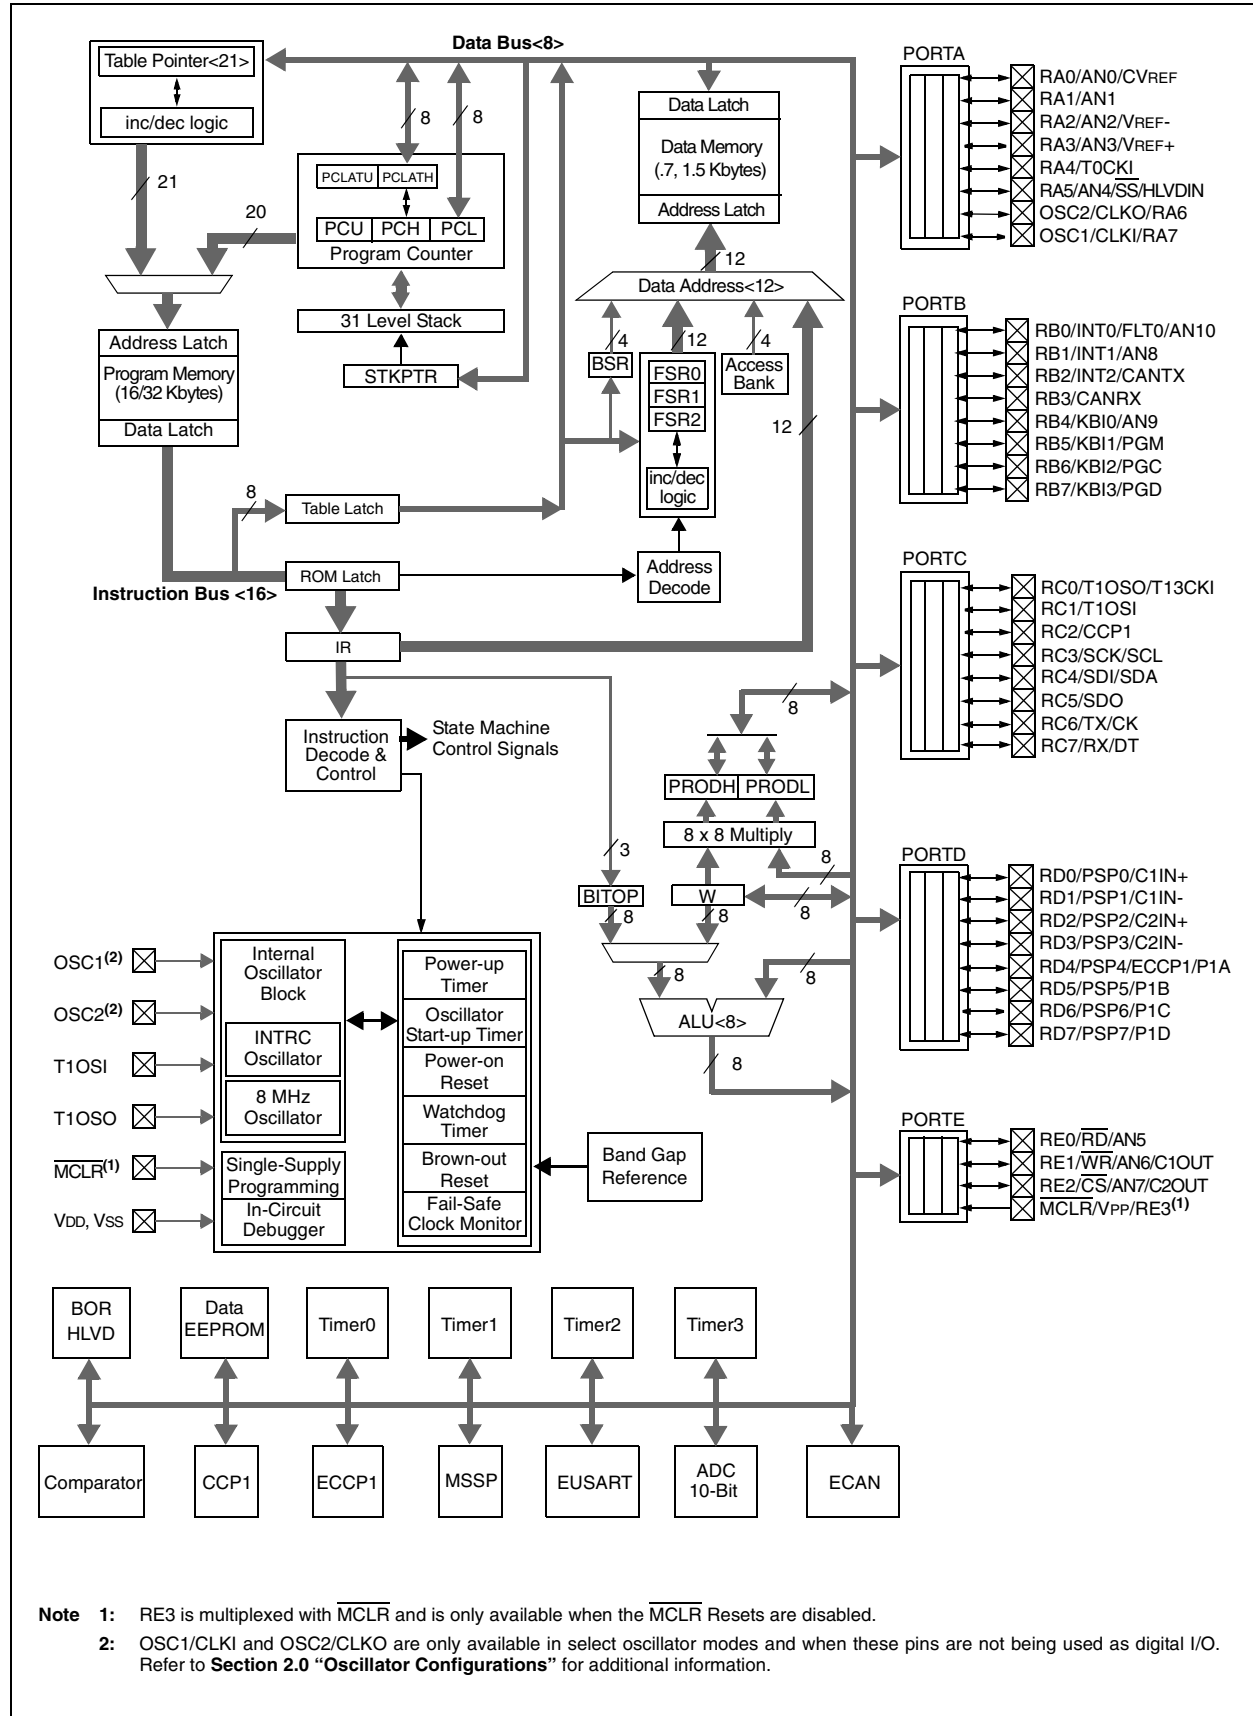 Data Bus<8>
Table Pointer<21>
inc/dec logic
21
20
8
8
PCLATU PCLATH
PCU PCH PCL
Program Counter
31 Level Stack
STKPTR
Address Latch
Program Memory
(16/32 Kbytes)
Data Latch
Data Latch
Data Memory
(.7, 1.5 Kbytes)
Address Latch
12
Data Address<12>
4
12
4
BSR
FSR0
FSR1
FSR2
inc/dec
logic
Access
Bank
12
8
Table Latch
ROM Latch
Instruction Bus <16>
IR
Address
Decode
Instruction
Decode &
Control
State Machine
Control Signals
8
PRODH PRODL
8 x 8 Multiply
3
8
BITOP
W
8
8
8
8
8
ALU<8>
8
OSC1(2)
OSC2(2)
T1OSI
T1OSO
MCLR(1)
VDD, VSS
Internal
Oscillator
Block
INTRC
Oscillator
8 MHz
Oscillator
Single-Supply
Programming
In-Circuit
Debugger
Power-up
Timer
Oscillator
Start-up Timer
Power-on
Reset
Watchdog
Timer
Brown-out
Reset
Fail-Safe
Clock Monitor
Band Gap
Reference
PORTA
RA0/AN0/CVREF
RA1/AN1
RA2/AN2/VREF-
RA3/AN3/VREF+
RA4/T0CKI
RA5/AN4/SS/HLVDIN
OSC2/CLKO/RA6
OSC1/CLKI/RA7
PORTB
RB0/INT0/FLT0/AN10
RB1/INT1/AN8
RB2/INT2/CANTX
RB3/CANRX
RB4/KBI0/AN9
RB5/KBI1/PGM
RB6/KBI2/PGC
RB7/KBI3/PGD
PORTC
RC0/T1OSO/T13CKI
RC1/T1OSI
RC2/CCP1
RC3/SCK/SCL
RC4/SDI/SDA
RC5/SDO
RC6/TX/CK
RC7/RX/DT
PORTD
RD0/PSP0/C1IN+
RD1/PSP1/C1IN-
RD2/PSP2/C2IN+
RD3/PSP3/C2IN-
RD4/PSP4/ECCP1/P1A
RD5/PSP5/P1B
RD6/PSP6/P1C
RD7/PSP7/P1D
PORTE
RE0/RD/AN5
RE1/WR/AN6/C1OUT
RE2/CS/AN7/C2OUT
MCLR/VPP/RE3(1)
BOR
HLVD
Data
EEPROM
Timer0
Timer1
Timer2
Timer3
Comparator
CCP1
ECCP1
MSSP
EUSART
ADC
10-Bit
ECAN
Note 1: RE3 is multiplexed with MCLR and is only available when the MCLR Resets are disabled.
2: OSC1/CLKI and OSC2/CLKO are only available in select oscillator modes and when these pins are not being used as digital I/O.
Refer to Section 2.0 “Oscillator Configurations” for additional information.